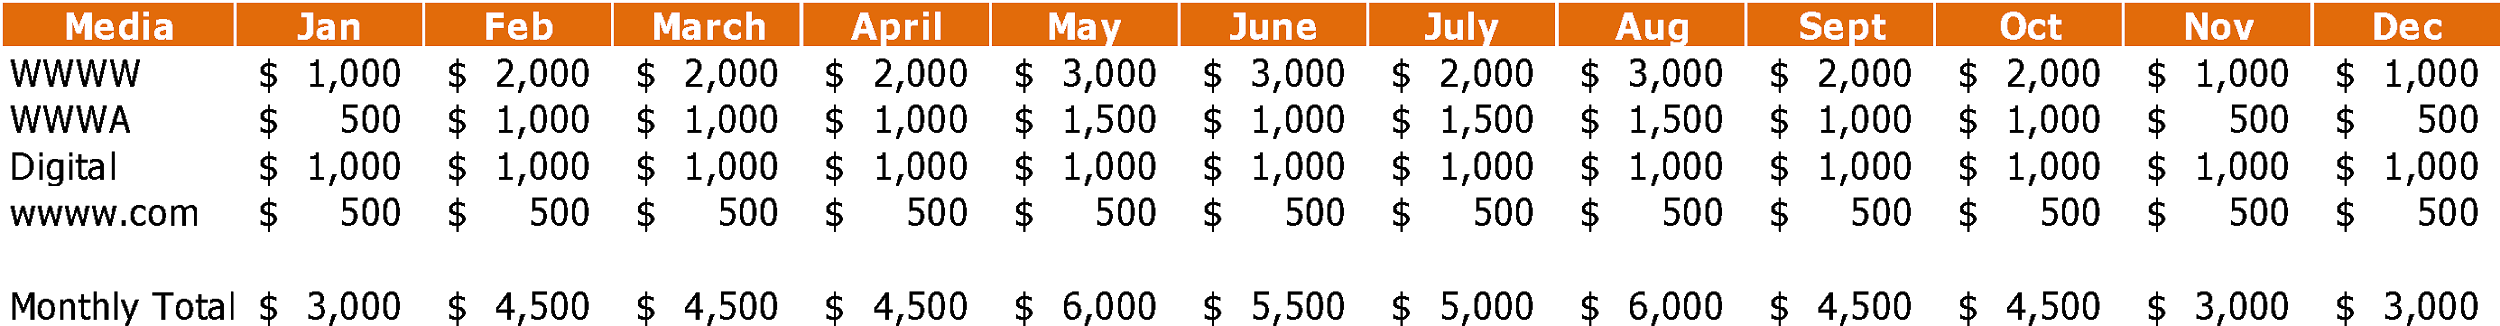 Media Jan Feb March April May June July Aug Sept Oct Nov Dec
WWWW $ 1,000 $ 2,000 $ 2,000 $ 2,000 $ 3,000 $ 3,000 $ 2,000 $ 3,000 $ 2,000 $ 2,000 $ 1,000 $ 1,000
WWWA $ 500 $ 1,000 $ 1,000 $ 1,000 $ 1,500 $ 1,000 $ 1,500 $ 1,500 $ 1,000 $ 1,000 $ 500 $ 500
Digital $ 1,000 $ 1,000 $ 1,000 $ 1,000 $ 1,000 $ 1,000 $ 1,000 $ 1,000 $ 1,000 $ 1,000 $ 1,000 $ 1,000
wwww.com $ 500 $ 500 $ 500 $ 500 $ 500 $ 500 $ 500 $ 500 $ 500 $ 500 $ 500 $ 500
Monthly Total $ 3,000 $ 4,500 $ 4,500 $ 4,500 $ 6,000 $ 5,500 $ 5,000 $ 6,000 $ 4,500 $ 4,500 $ 3,000 $ 3,000